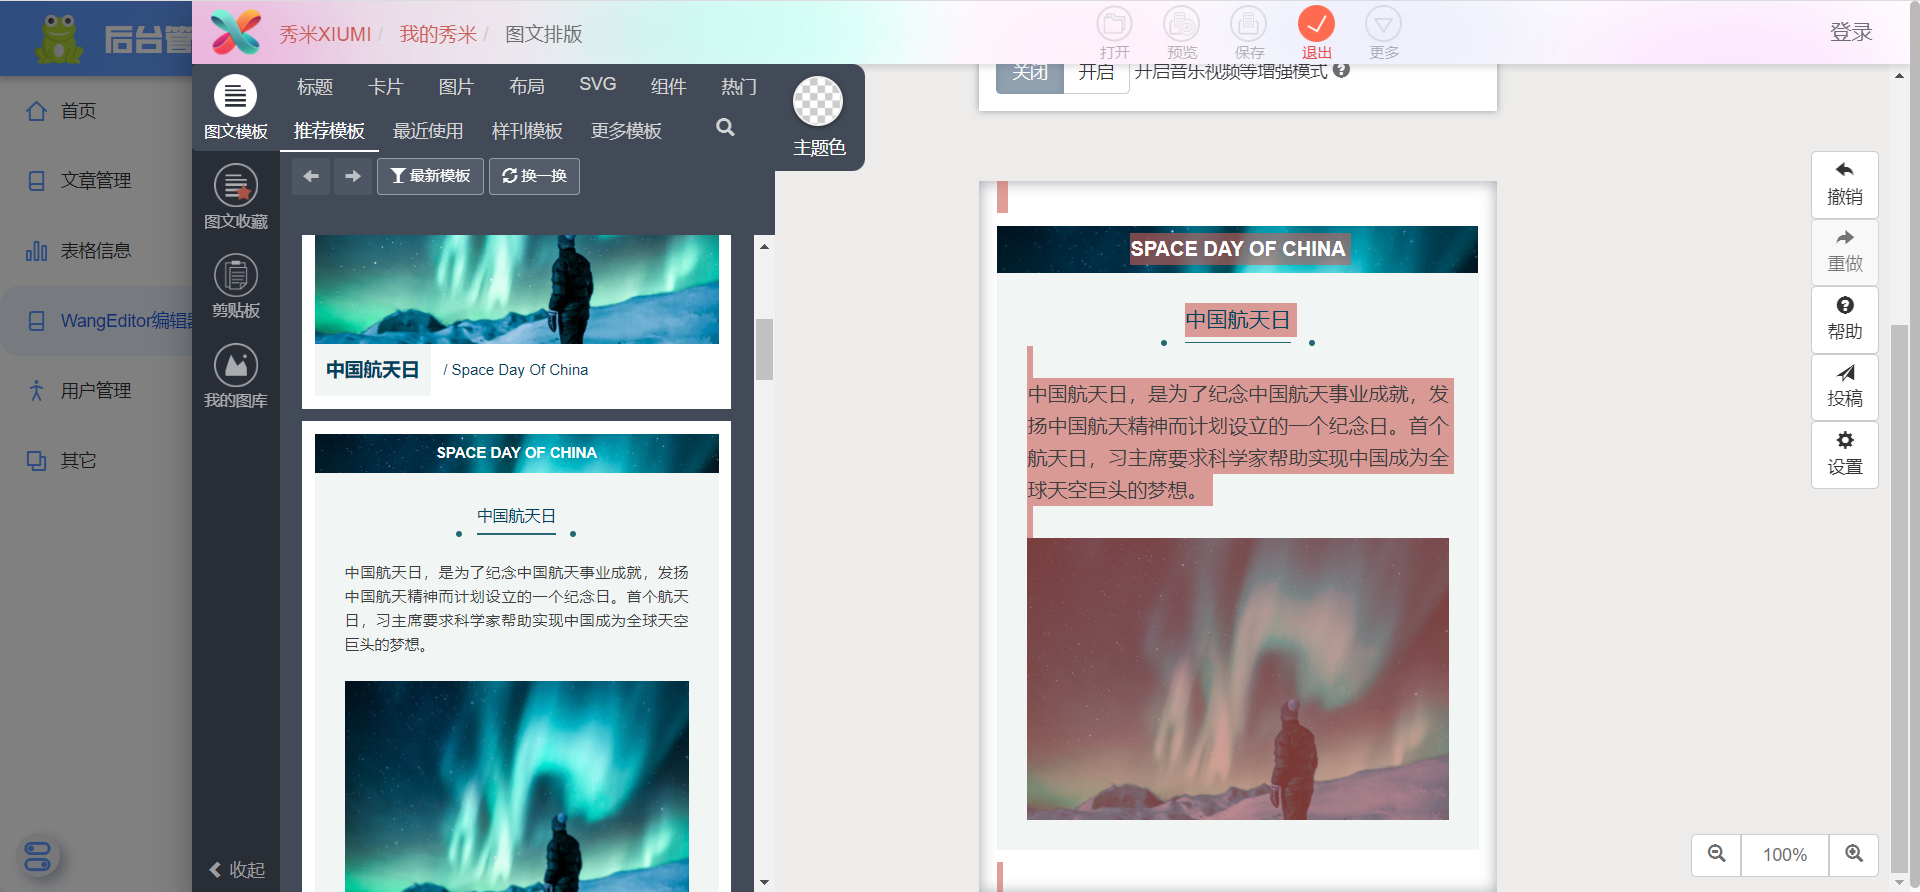 后台管
秀米XIUMI / 我的秀米 / 图文排版
打开
预览
保存
退出
更多
登录
首页
文章管理
表格信息
WangEditor编辑器
用户管理
其它
图文模板
图文收藏
剪贴板
我的图库
收起
标题 卡片 图片 布局 SVG 组件 热门
推荐模板 最近使用 样刊模板 更多模板
最新模板 换一换
主题色
中国航天日 / Space Day Of China
SPACE DAY OF CHINA
中国航天日
中国航天日，是为了纪念中国航天事业成就，发扬
中国航天精神而计划设立的一个纪念日。首个航天
日，习主席要求科学家帮助实现中国成为全球天空
巨头的梦想。
关闭 开启 开启音乐视频等增强模式
SPACE DAY OF CHINA
中国航天日
中国航天日，是为了纪念中国航天事业成就，发
扬中国航天精神而计划设立的一个纪念日。首个
航天日，习主席要求科学家帮助实现中国成为全
球天空巨头的梦想。
撤销
重做
帮助
投稿
设置
100%